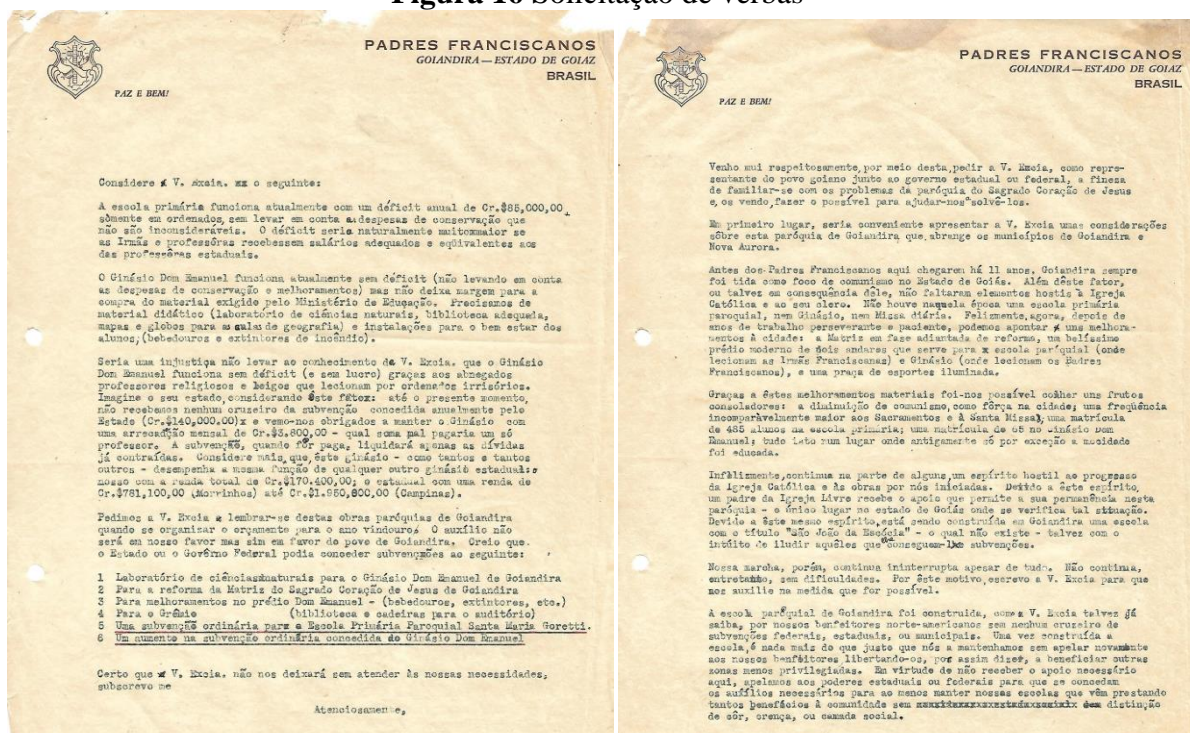 Figura 16 Solicitação de verbas
PADRES FRANCISCANOS
GOIANDIRA — ESTADO DE GOIAZ
BRASIL
PAZ E BEM!
Considere V. Excia. o seguinte:
A escola primária funciona atualmente com um déficit anual de Cr.$85,000,00
sòmente em ordenados, sem levar em conta as despesas de conservação que
não são inconsideráveis. O déficit seria naturalmente muito maior se
as Irmãs e professôras recebessem salários adequados e eqüivalentes aos
das professôras estaduais.
O Ginásio Dom Emanuel funciona atualmente sem déficit (não levando em conta
as despesas de conservação e melhoramentos) mas não deixa margem para a
compra do material exigido pelo Ministério de Educação. Precisamos de
material didático (laboratório de ciências naturais, biblioteca adequada,
mapas e globos para a sala de geografia) e instalações para o bem estar dos
alunos, (bebedouros e extintores de incêndio).
Seria uma injustiça não levar ao conhecimento de V. Excia. que o Ginásio
Dom Emanuel funciona sem déficit (e sem lucro) graças aos abnegados
professores religiosos e leigos que lecionam por ordenados irrisórios.
Imagine o seu estado, considerando êste fato: até o presente momento,
não recebemos nenhum cruzeiro da subvenção concedida anualmente pelo
Estado (Cr.$140,000.00) e vemo-nos obrigados a manter o Ginásio com
uma arrecadação mensal de Cr.$3,600,00 - qual soma mal pagaria um só
professor. A subvenção, quando fôr paga, liquidará apenas as dívidas
já contraídas. Considere mais, que êste ginásio - como tantos e tantos
outros - desempenha a mesma função de qualquer outro ginásio estadual:
nosso com a renda total de Cr.$170.400,00; o estadual com uma renda de
Cr.$781,100,00 (Morrinhos) até Cr.$1.950,600,00 (Campinas).
Pedimos a V. Excia lembrar-se destas obras paróquias de Goiandira
quando se organizar o orçamento para o ano vindouro. O auxílio não
será em nosso favor mas sim em favor do povo de Goiandira. Creio que
o Estado ou o Govêrno Federal podia conceder subvenções ao seguinte:
1 Laboratório de ciências naturais para o Ginásio Dom Emanuel de Goiandira
2 Para a reforma da Matriz do Sagrado Coração de Jesus de Goiandira
3 Para melhoramentos no prédio Dom Emanuel - (bebedouros, extintores, etc.)
4 Para o Grêmio (biblioteca e cadeiras para o auditório)
5 Uma subvenção ordinária para a Escola Primária Paroquial Santa Maria Goretti.
6 Um aumento na subvenção ordinária concedida ao Ginásio Dom Emanuel
Certo que V. Excia. não nos deixará sem atender às nossas necessidades,
subscrevo me
Atenciosamente,
PADRES FRANCISCANOS
GOIANDIRA — ESTADO DE GOIAZ
BRASIL
PAZ E BEM!
Venho mui respeitosamente, por meio desta, pedir a V. Excia, como repre-
sentante do povo goiano junto ao governo estadual ou federal, a fineza
de familiar-se com os problemas da paróquia do Sagrado Coração de Jesus
e, os vendo, fazer o possível para ajudar-nos solvê-los.
Em primeiro lugar, seria conveniente apresentar a V. Excia umas considerações
sôbre esta paróquia de Goiandira que, abrange os municípios de Goiandira e
Nova Aurora.
Antes dos Padres Franciscanos aqui chegarem há 11 anos, Goiandira sempre
foi tida como foco de comunismo no Estado de Goiás. Além dêste fator,
ou talvez em consequência dêle, não faltaram elementos hostis à Igreja
Católica e ao seu clero. Não houve naquela época uma escola primária
paroquial, nem Ginásio, nem Missa diária. Felizmente, agora, depois de
anos de trabalho perseverante e paciente, podemos apontar uns melhora-
mentos à cidade: a Matriz em fase adiantada de reforma, um belíssimo
prédio moderno de dois andares que serve para escola paróquial (onde
lecionam as Irmãs Franciscanas) e Ginásio (onde lecionam os Padres
Franciscanos), e uma praça de esportes iluminada.
Graças a êstes melhoramentos materiais foi-nos possível colher uns frutos
consoladores: a diminuição de comunismo, como fôrça na cidade; uma freqüência
incomparàvelmente maior aos Sacramentos e à Santa Missa; uma matrícula
de 485 alunos na escola primária; uma matrícula de 65 no Ginásio Dom
Emanuel; tudo isto num lugar onde antigamente só por exceção a mocidade
foi educada.
Infelizmente, continua na parte de alguns, um espírito hostil ao progresso
da Igreja Católica e às obras por nós iniciadas. Devido a êste espírito,
um padre da Igreja Livre recebe o apoio que permite a sua permanência nesta
paróquia - o único lugar no estado de Goiás onde se verifica tal situação.
Devido a êste mesmo espírito, está sendo construída em Goiandira uma escola
com o título "São João da Escócia" - o qual não existe - talvez com o
intúito de iludir aquêles que conseguem subvenções.
Nossa marcha, porém, continua ininterrupta apesar de tudo. Não continua,
entretanto, sem dificuldades. Por êste motivo, escrevo a V. Excia para que
nos auxilie na medida que for possível.
A escola paróquial de Goiandira foi construída, como a V. Excia talvez já
saiba, por nossos benfeitores norte-americanos sem nenhum cruzeiro de
subvenções federais, estaduais, ou municipais. Uma vez construída a
escola, é nada mais do que justo que nós a mantenhamos sem apelar novamente
aos nossos benfeitores, libertando-os, por assim dizer, a beneficiar outras
zonas menos privilegiadas. Em virtude de não receber o apoio necessário
aqui, apelamos aos poderes estaduais ou federais para que se concedam
os auxílios necessários para ao menos manter nossas escolas que vêm prestando
tantos benefícios à comunidade sem distinção
de côr, crença, ou camada social.